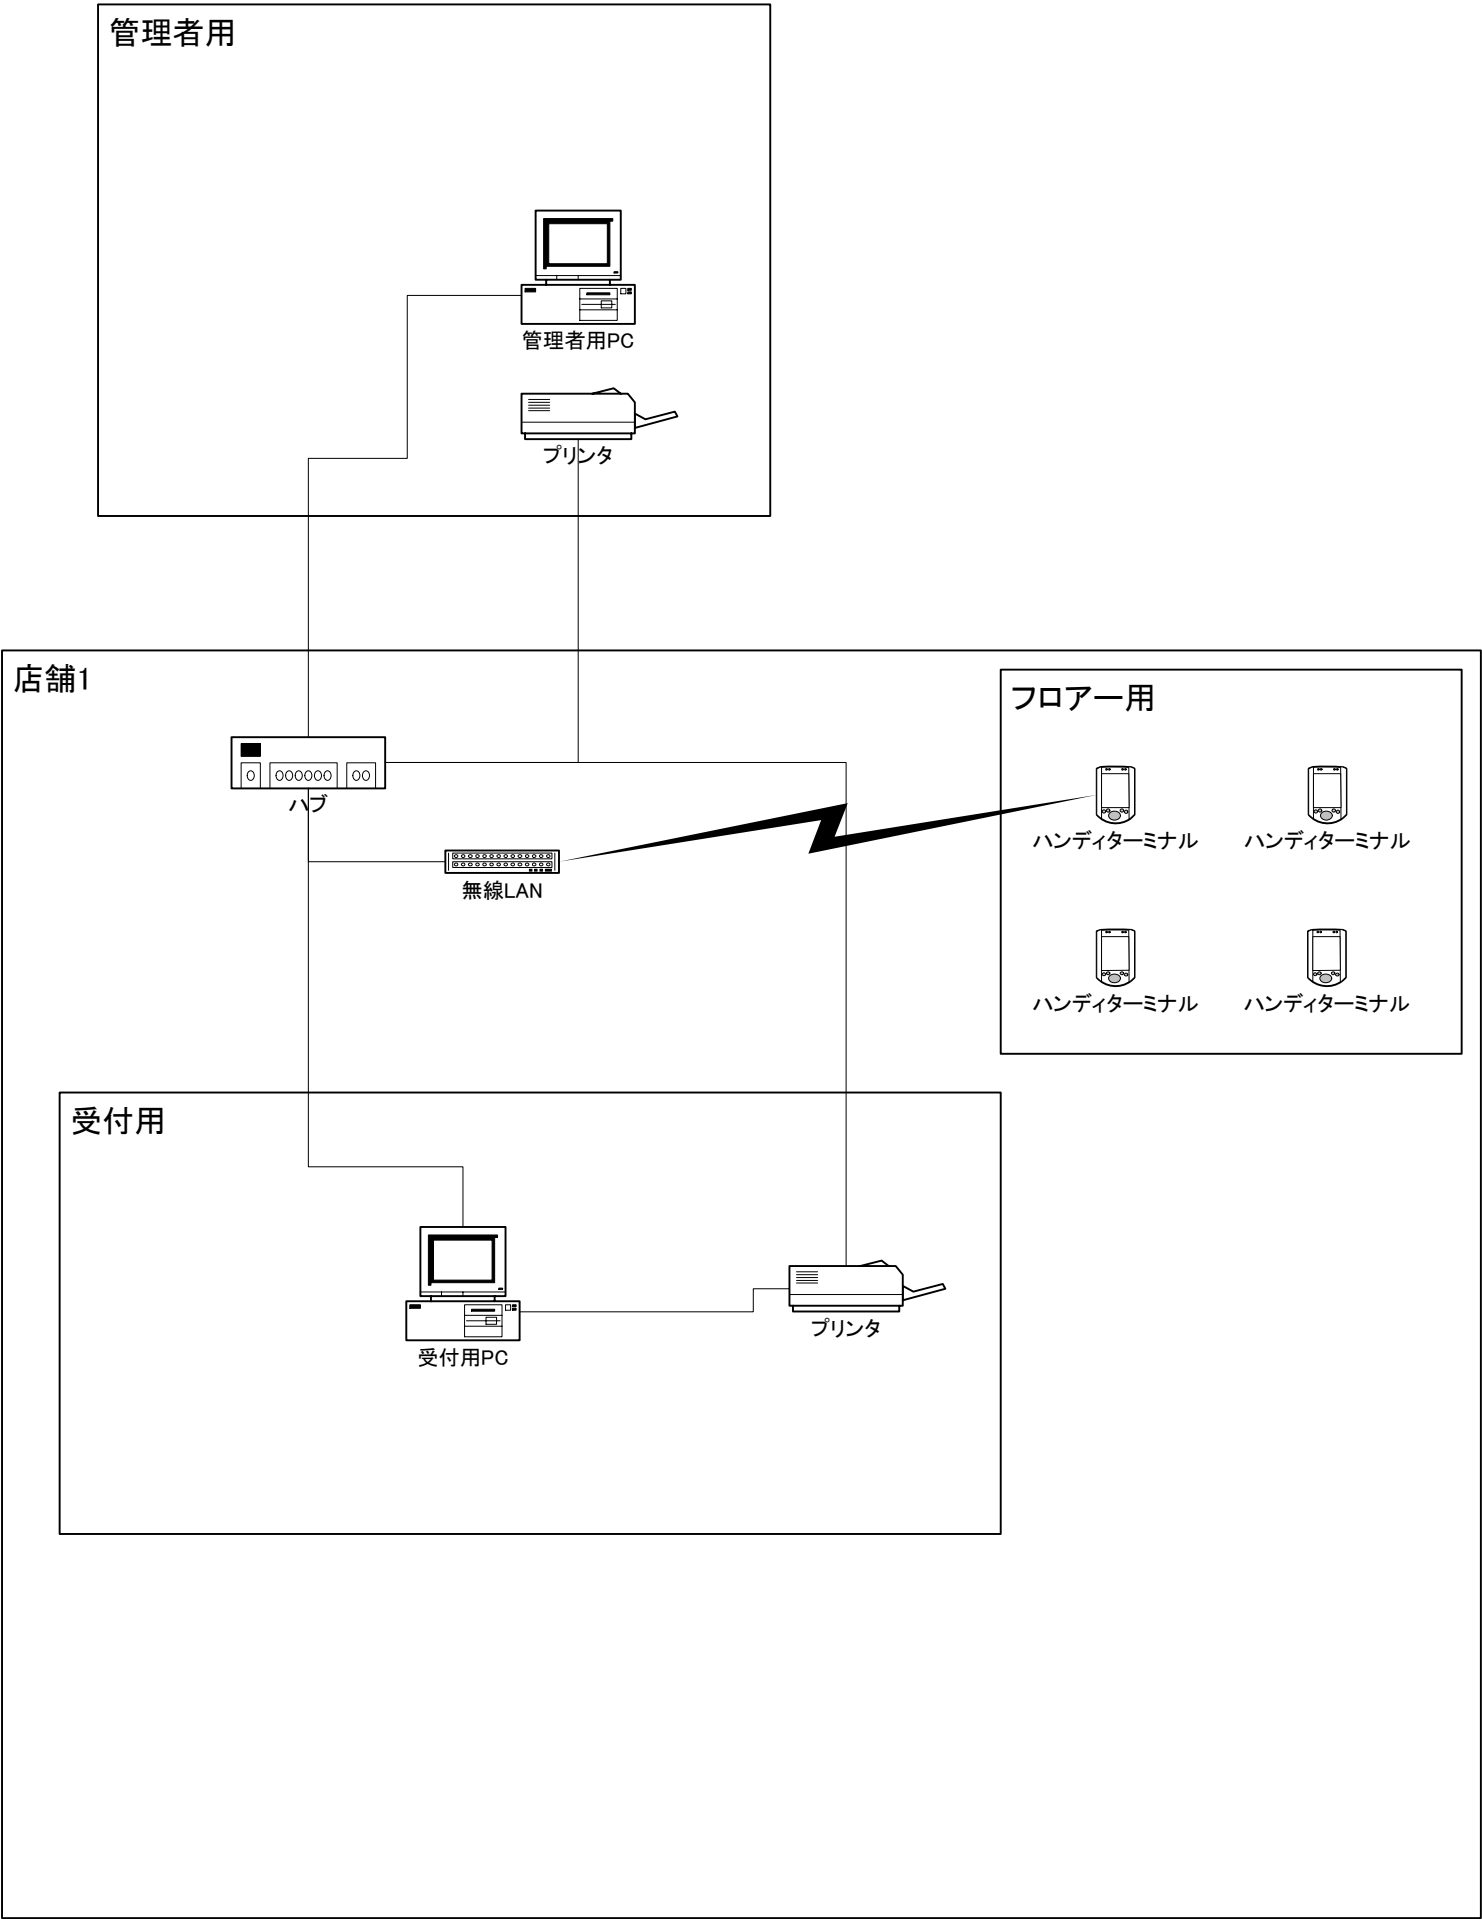 管理者用
管理者用PC
プリンタ
店舗1
フロアー用
ハブ
ハンディターミナル
ハンディターミナル
無線LAN
ハンディターミナル
ハンディターミナル
受付用
プリンタ
受付用PC